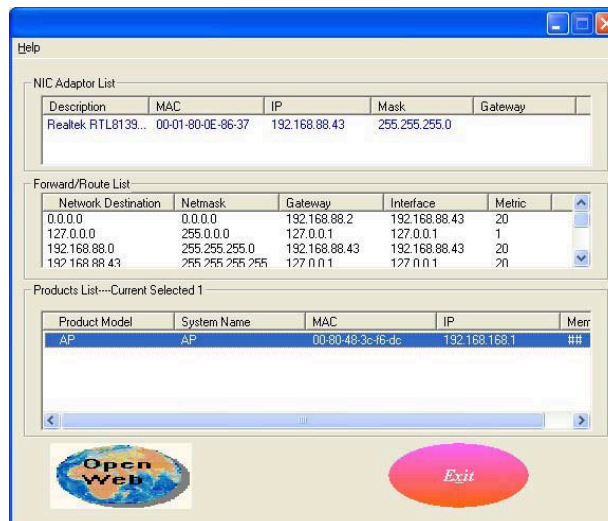 Help
NIC Adaptor List
Description MAC IP Mask Gateway
Realtek RTL8139... 00-01-80-0E-86-37 192.168.88.43 255.255.255.0
Forward/Route List
Network Destination Netmask Gateway Interface Metric
0.0.0.0 0.0.0.0 192.168.88.2 192.168.88.43 20
127.0.0.0 255.0.0.0 127.0.0.1 127.0.0.1 1
192.168.88.0 255.255.255.0 192.168.88.43 192.168.88.43 20
192.168.88.43 255.255.255.255 127.0.0.1 127.0.0.1 20
Products List----Current Selected 1
Product Model System Name MAC IP Mem
AP AP 00-80-48-3c-f6-dc 192.168.168.1 ##
Open
Web
Exit